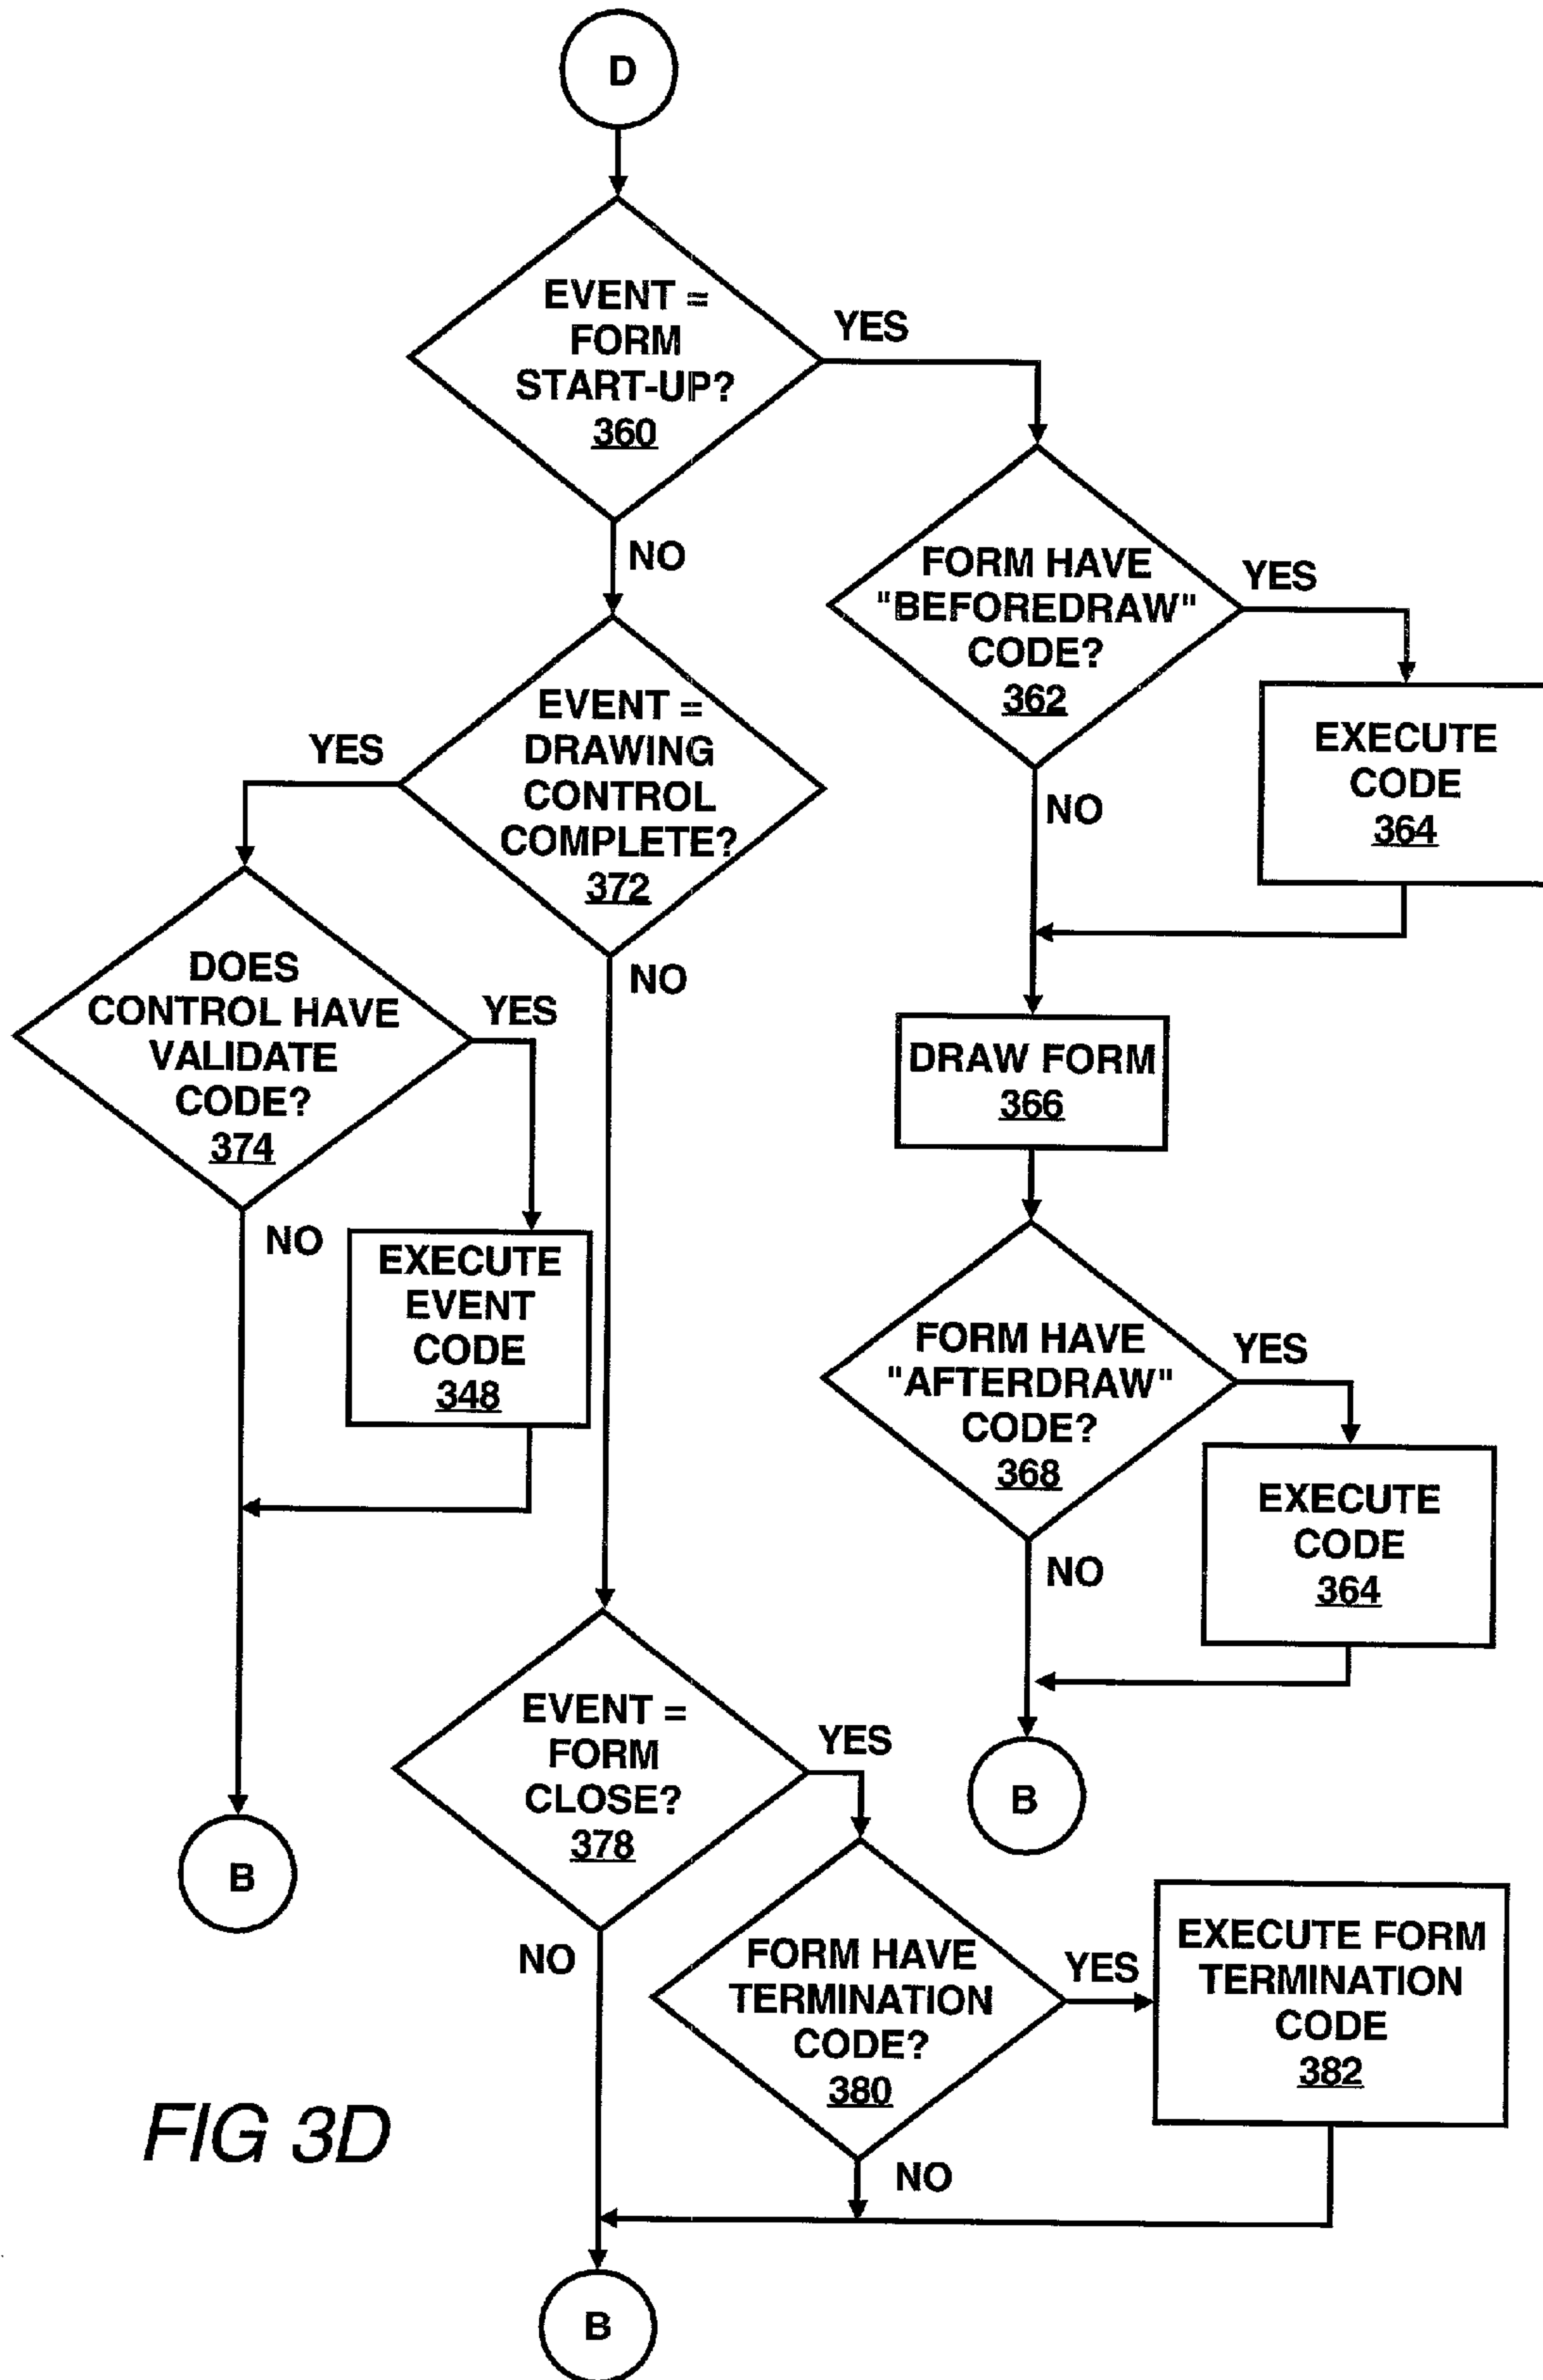 D
EVENT =
FORM
START-UP?
360
YES
NO
FORM HAVE
"BEFOREDRAW"
CODE?
362
YES
EXECUTE
CODE
364
NO
EVENT =
DRAWING
CONTROL
COMPLETE?
372
YES
NO
DOES
CONTROL HAVE
VALIDATE
CODE?
374
YES
NO
EXECUTE
EVENT
CODE
348
DRAW FORM
366
FORM HAVE
"AFTERDRAW"
CODE?
368
YES
EXECUTE
CODE
364
NO
B
B
EVENT =
FORM
CLOSE?
378
YES
NO
FORM HAVE
TERMINATION
CODE?
380
YES
EXECUTE FORM
TERMINATION
CODE
382
NO
B
FIG 3D